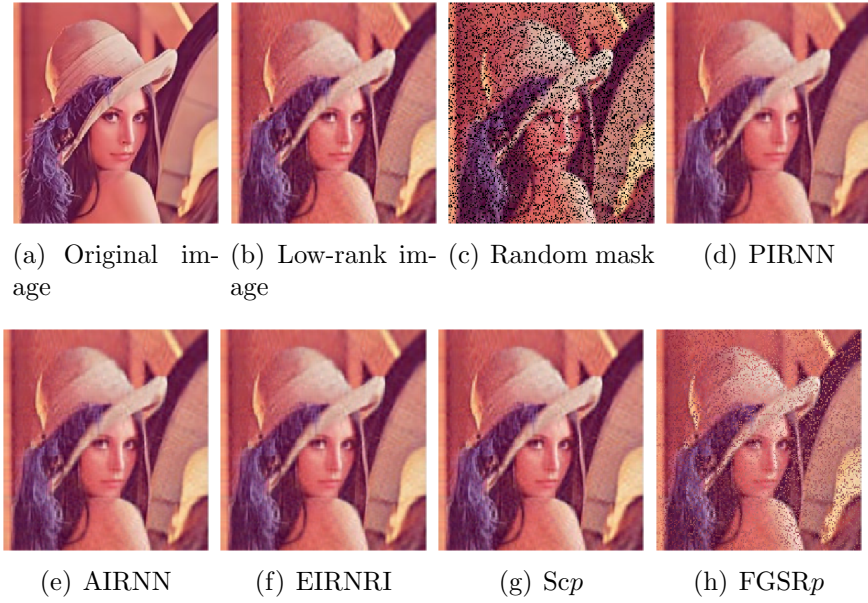 (a) Original im-
age
(b) Low-rank im-
age
(c) Random mask
(d) PIRNN
(e) AIRNN
(f) EIRNRI
(g) Scp
(h) FGSRp